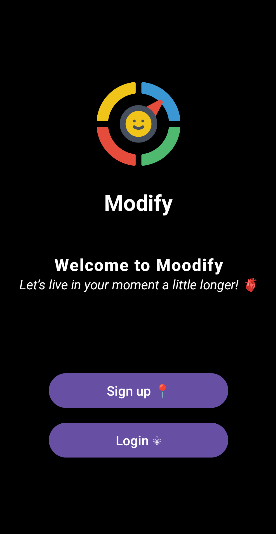 Modify
Welcome to Moodify
Let's live in your moment a little longer! 🫀
Sign up 📍
Login